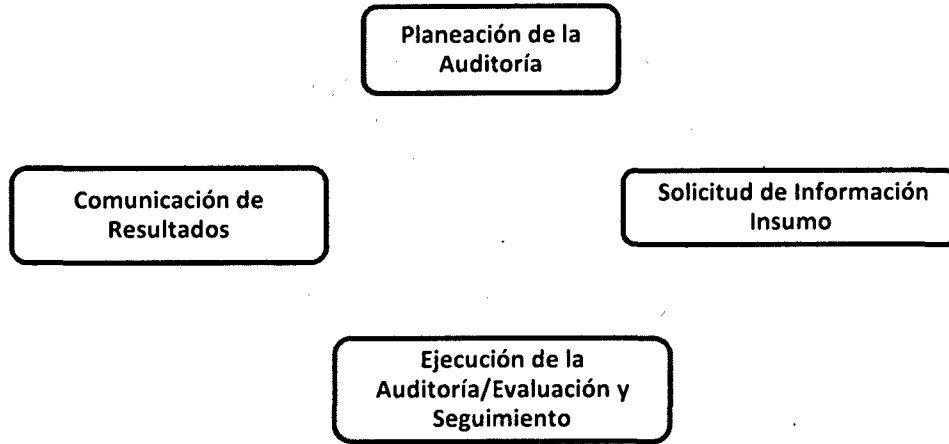 Planeación de la
Auditoría
Comunicación de
Resultados
Solicitud de Información
Insumo
Ejecución de la
Auditoría/Evaluación y
Seguimiento